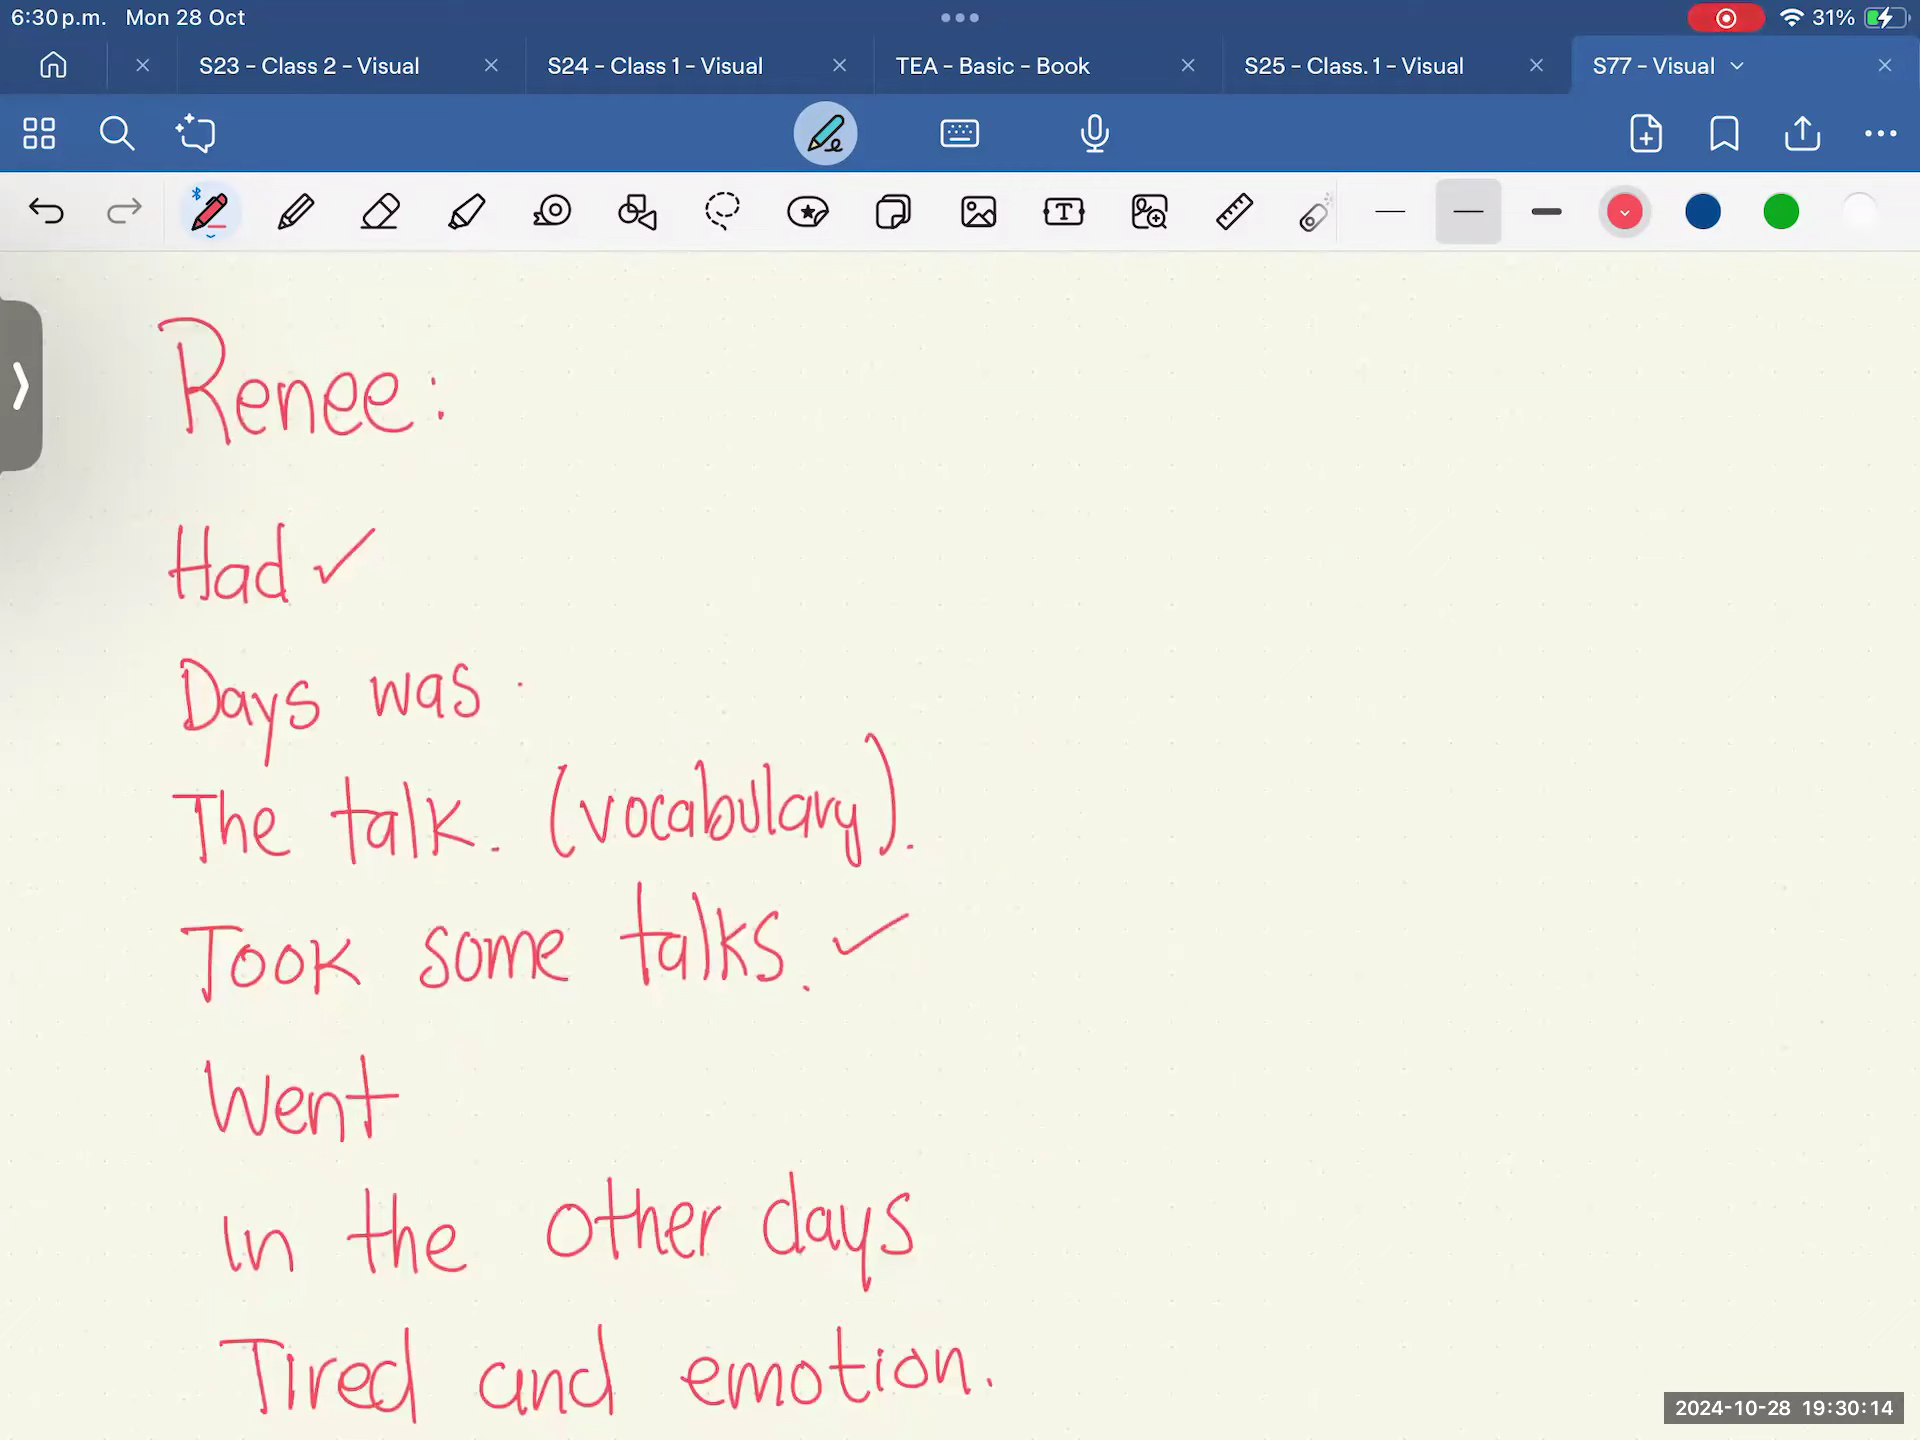 6:30 p.m. Mon 28 Oct
31%
S23 - Class 2 - Visual
S24 - Class 1 - Visual
TEA - Basic - Book
S25 - Class. 1 - Visual
S77 - Visual
Renee:
Had ✓
Days was .
The talk. (vocabulary).
Took some talks. ✓
Went
in the other days
Tired and emotion.
2024-10-28 19:30:14